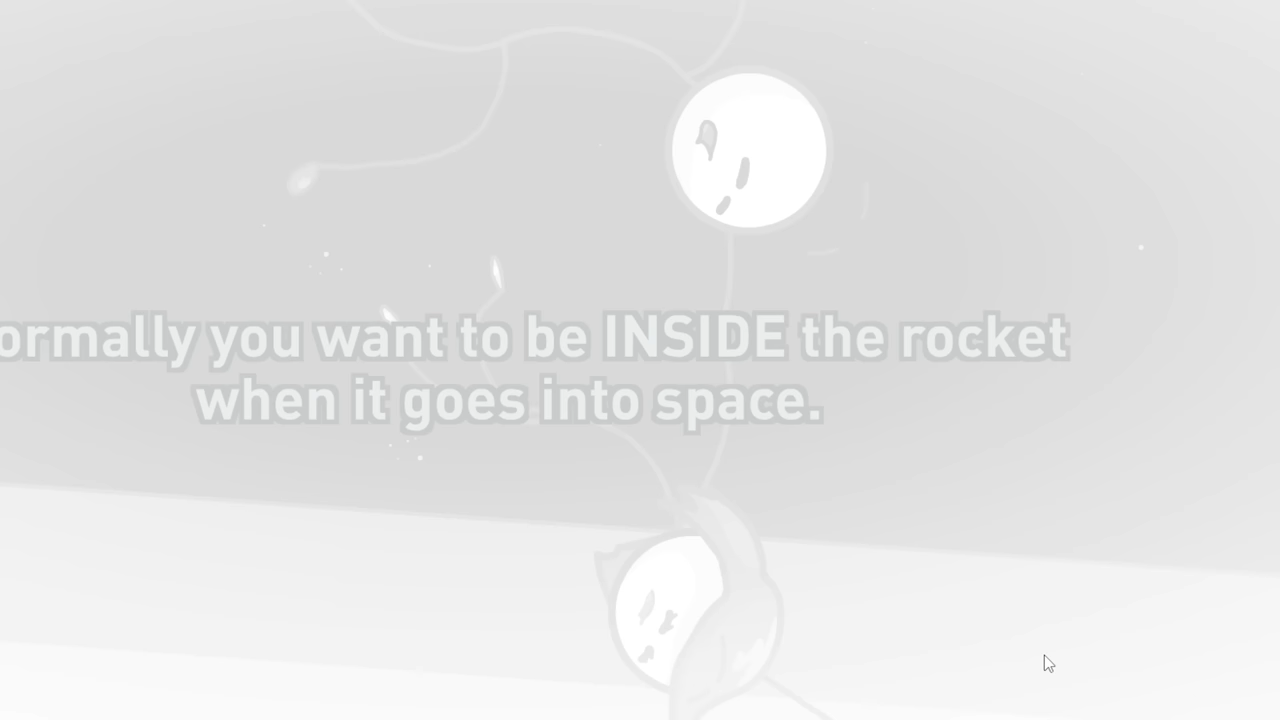 ormally you want to be INSIDE the rocket
when it goes into space.